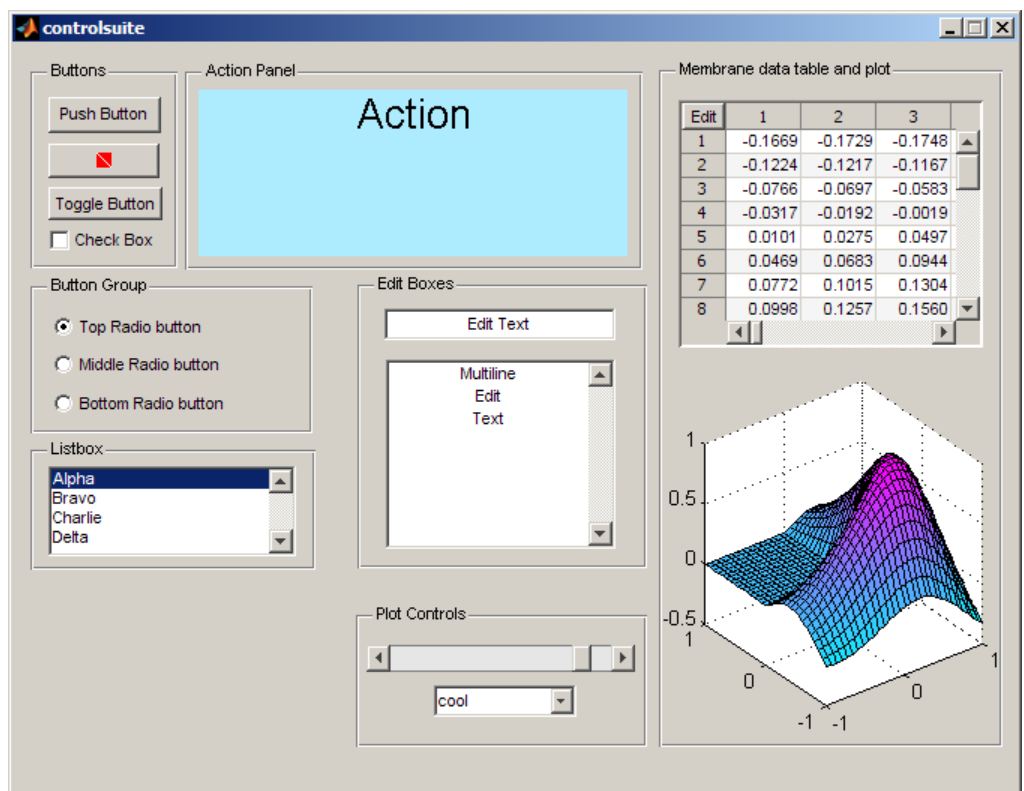 controlsuite
Buttons
Push Button
Toggle Button
Check Box
Action Panel
Action
Button Group
Top Radio button
Middle Radio button
Bottom Radio button
Listbox
Alpha
Bravo
Charlie
Delta
Edit Boxes
Edit Text
Multiline
Edit
Text
Plot Controls
cool
Membrane data table and plot
Edit 1 2 3
1 -0.1669 -0.1729 -0.1748
2 -0.1224 -0.1217 -0.1167
3 -0.0766 -0.0697 -0.0583
4 -0.0317 -0.0192 -0.0019
5 0.0101 0.0275 0.0497
6 0.0469 0.0683 0.0944
7 0.0772 0.1015 0.1304
8 0.0998 0.1257 0.1560
1
0.5
0
-0.5
1
0
-1
-1
0
1